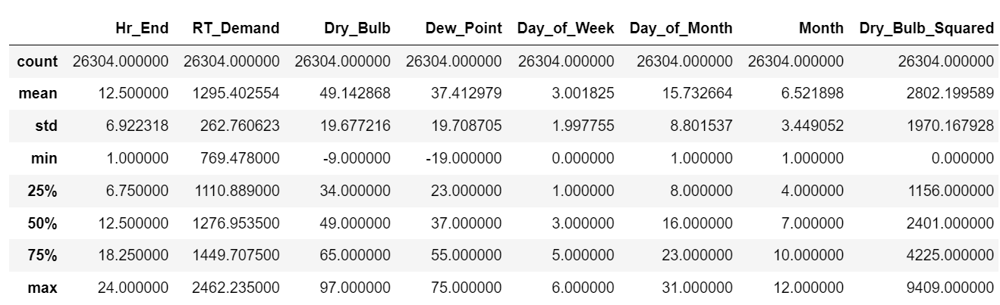 Hr_End RT_Demand Dry_Bulb Dew_Point Day_of_Week Day_of_Month Month Dry_Bulb_Squared
count 26304.000000 26304.000000 26304.000000 26304.000000 26304.000000 26304.000000 26304.000000 26304.000000
mean 12.500000 1295.402554 49.142868 37.412979 3.001825 15.732664 6.521898 2802.199589
std 6.922318 262.760623 19.677216 19.708705 1.997755 8.801537 3.449052 1970.167928
min 1.000000 769.478000 -9.000000 -19.000000 0.000000 1.000000 1.000000 0.000000
25% 6.750000 1110.889000 34.000000 23.000000 1.000000 8.000000 4.000000 1156.000000
50% 12.500000 1276.953500 49.000000 37.000000 3.000000 16.000000 7.000000 2401.000000
75% 18.250000 1449.707500 65.000000 55.000000 5.000000 23.000000 10.000000 4225.000000
max 24.000000 2462.235000 97.000000 75.000000 6.000000 31.000000 12.000000 9409.000000